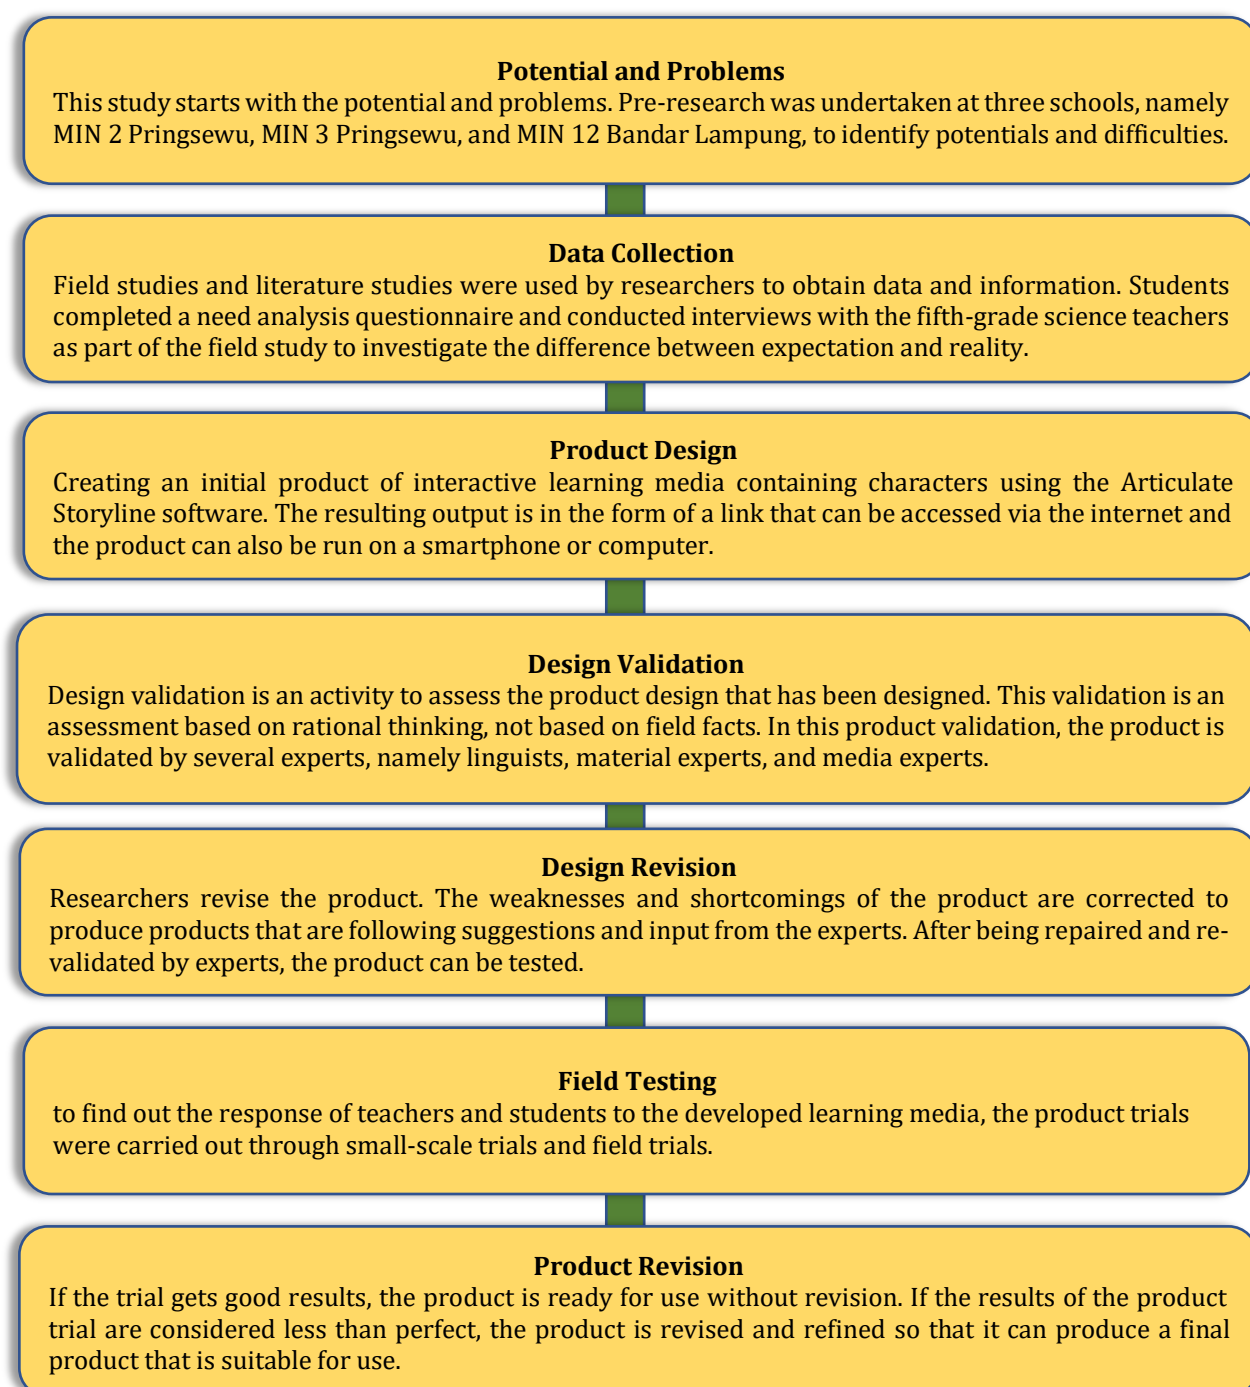 Potential and Problems
This study starts with the potential and problems. Pre-research was undertaken at three schools, namely
MIN 2 Pringsewu, MIN 3 Pringsewu, and MIN 12 Bandar Lampung, to identify potentials and difficulties.
Data Collection
Field studies and literature studies were used by researchers to obtain data and information. Students
completed a need analysis questionnaire and conducted interviews with the fifth-grade science teachers
as part of the field study to investigate the difference between expectation and reality.
Product Design
Creating an initial product of interactive learning media containing characters using the Articulate
Storyline software. The resulting output is in the form of a link that can be accessed via the internet and
the product can also be run on a smartphone or computer.
Design Validation
Design validation is an activity to assess the product design that has been designed. This validation is an
assessment based on rational thinking, not based on field facts. In this product validation, the product is
validated by several experts, namely linguists, material experts, and media experts.
Design Revision
Researchers revise the product. The weaknesses and shortcomings of the product are corrected to
produce products that are following suggestions and input from the experts. After being repaired and re-
validated by experts, the product can be tested.
Field Testing
to find out the response of teachers and students to the developed learning media, the product trials
were carried out through small-scale trials and field trials.
Product Revision
If the trial gets good results, the product is ready for use without revision. If the results of the product
trial are considered less than perfect, the product is revised and refined so that it can produce a final
product that is suitable for use.